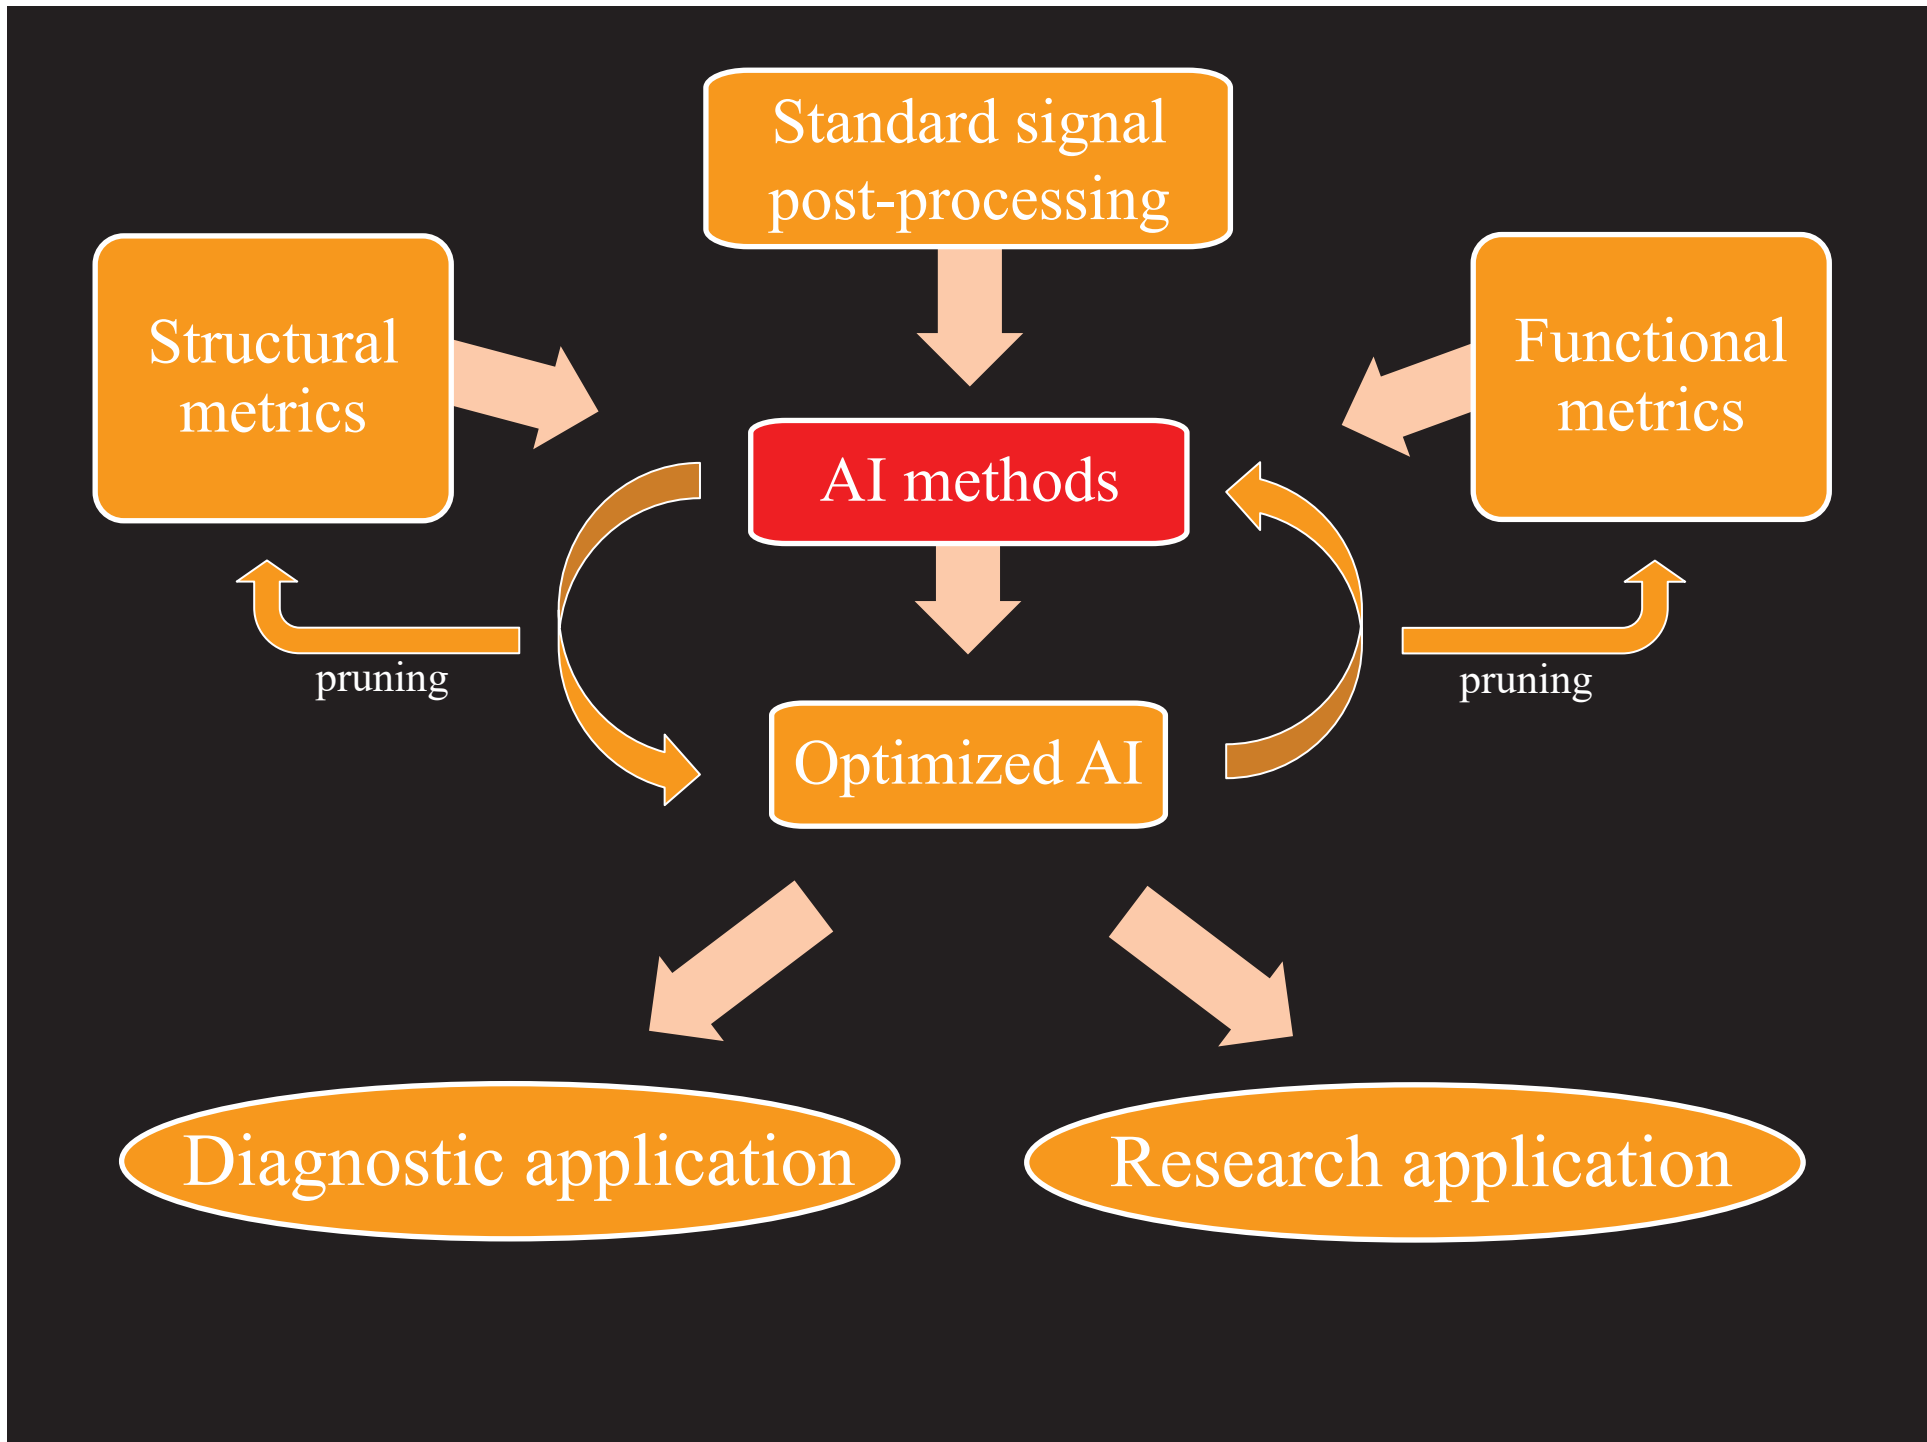 Standard signal
post-processing
Structural
metrics
Functional
metrics
AI methods
pruning
pruning
Optimized AI
Diagnostic application
Research application